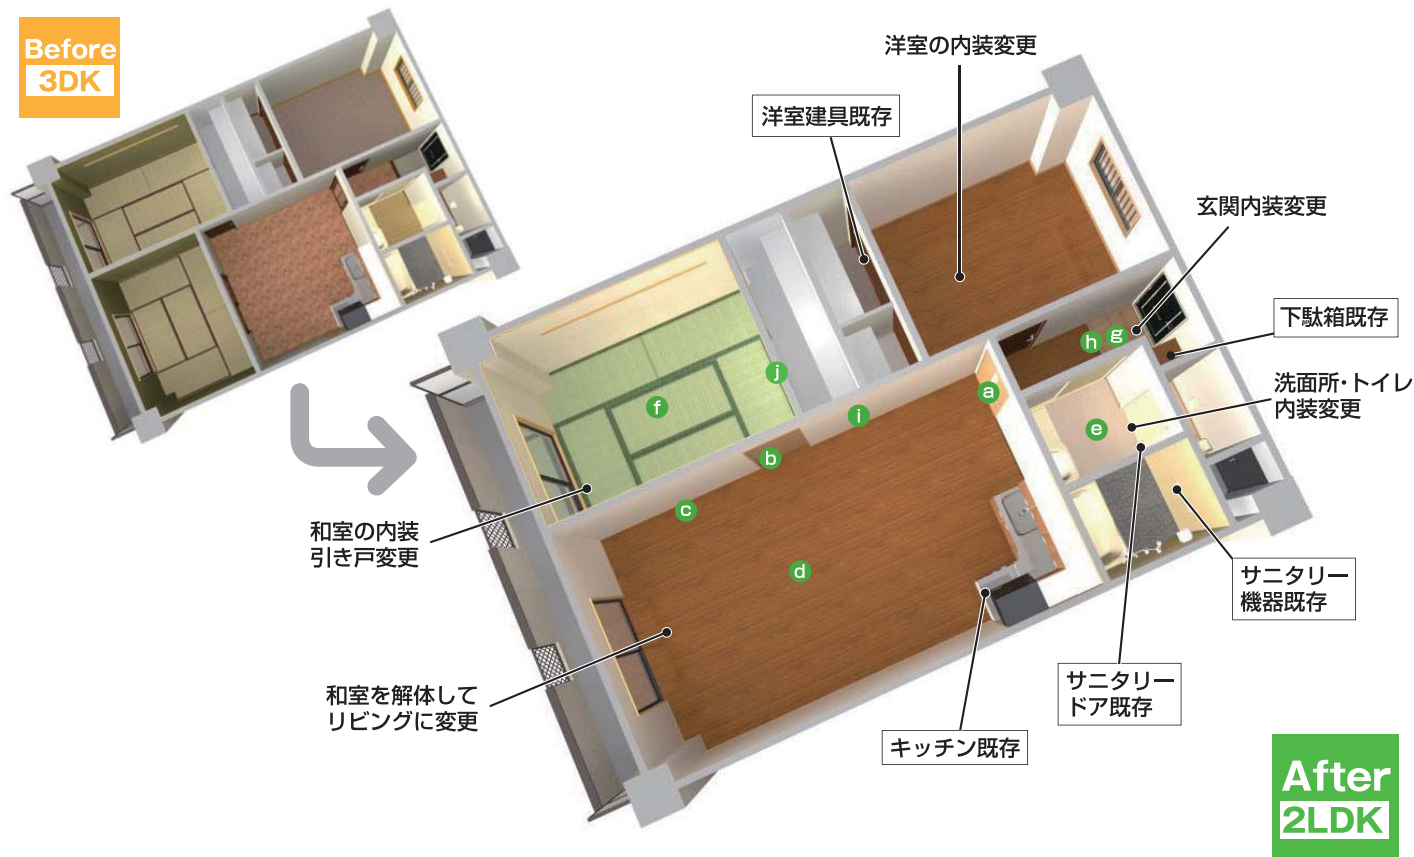 Before
3DK
洋室の内装変更
洋室建具既存
玄関内装変更
下駄箱既存
洗面所・トイレ
内装変更
h
g
a
j
f
i
e
b
c
d
和室の内装
引き戸変更
サニタリー
機器既存
サニタリー
ドア既存
和室を解体して
リビングに変更
キッチン既存
After
2LDK